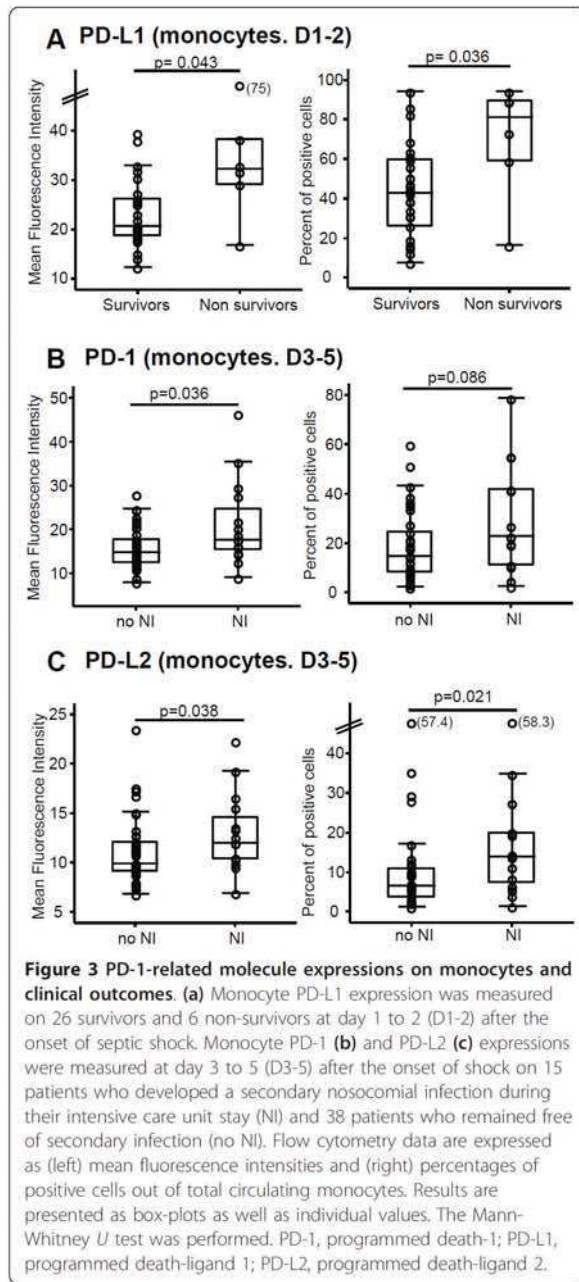 A PD-L1 (monocytes. D1-2)
p= 0.043
p= 0.036
Mean Fluorescence Intensity
(75)
40
30
20
10
Survivors Non survivors
Percent of positive cells
100
80
60
40
20
0
Survivors Non survivors
B PD-1 (monocytes. D3-5)
p=0.036
p=0.086
Mean Fluorescence Intensity
50
40
30
20
10
no NI NI
Percent of positive cells
80
60
40
20
0
no NI NI
C PD-L2 (monocytes. D3-5)
p=0.038
p=0.021
Mean Fluorescence Intensity
25
20
15
10
5
no NI NI
Percent of positive cells
(57.4) (58.3)
40
30
20
10
0
no NI NI
Figure 3 PD-1-related molecule expressions on monocytes and
clinical outcomes. (a) Monocyte PD-L1 expression was measured
on 26 survivors and 6 non-survivors at day 1 to 2 (D1-2) after the
onset of septic shock. Monocyte PD-1 (b) and PD-L2 (c) expressions
were measured at day 3 to 5 (D3-5) after the onset of shock on 15
patients who developed a secondary nosocomial infection during
their intensive care unit stay (NI) and 38 patients who remained free
of secondary infection (no NI). Flow cytometry data are expressed
as (left) mean fluorescence intensities and (right) percentages of
positive cells out of total circulating monocytes. Results are
presented as box-plots as well as individual values. The Mann-
Whitney U test was performed. PD-1, programmed death-1; PD-L1,
programmed death-ligand 1; PD-L2, programmed death-ligand 2.